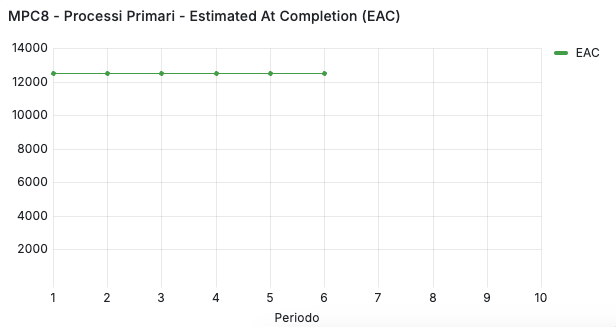 MPC8 - Processi Primari - Estimated At Completion (EAC)
14000
EAC
12000
10000
8000
6000
4000
2000
1 2 3 4 5 6 7 8 9 10
Periodo